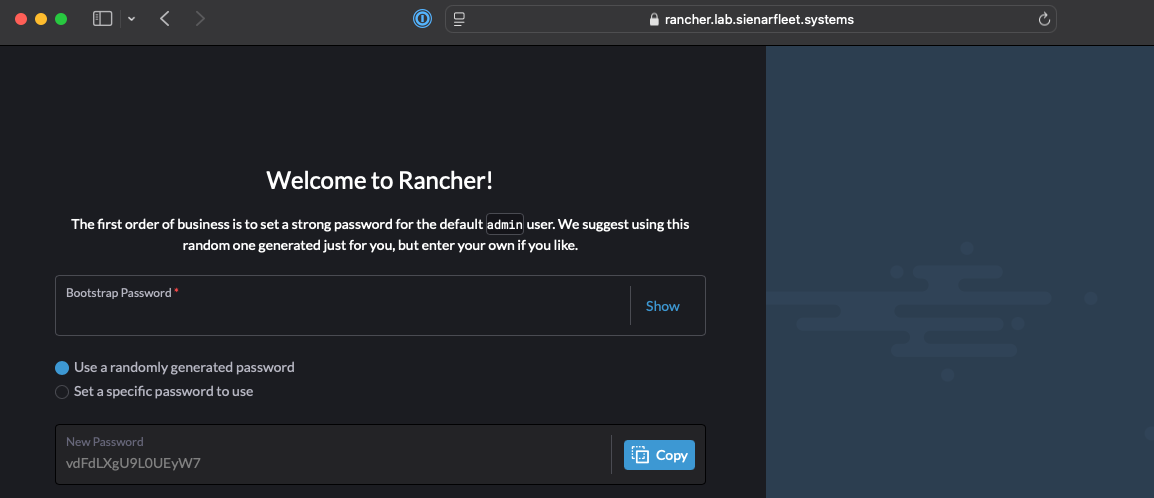 rancher.lab.sienarfleet.systems
Welcome to Rancher!
The first order of business is to set a strong password for the default admin user. We suggest using this
random one generated just for you, but enter your own if you like.
Bootstrap Password *
Show
Use a randomly generated password
Set a specific password to use
New Password
vdFdLXgU9L0UEyW7
Copy